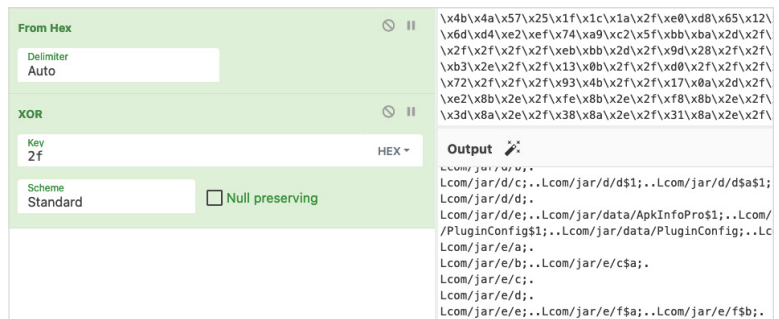 From Hex
Delimiter
Auto
XOR
Key
2f
HEX
Scheme
Standard
Null preserving
\x4b\x4a\x57\x25\x1f\x1c\x1a\x2f\xe0\xd8\x65\x12\
\x6d\xd4\xe2\xef\x74\xa9\xc2\x5f\xbb\xba\x2d\x2f\
\x2f\x2f\x2f\x2f\xeb\xbb\x2d\x2f\x9d\x28\x2f\x2f\
\xb3\x2e\x2f\x2f\x13\x0b\x2f\x2f\xd0\x2f\x2f\x2f\
\x72\x2f\x2f\x2f\x93\x4b\x2d\x2f\x17\x0a\x2d\x2f\
\xe2\x8b\x2e\x2f\xfe\x8b\x2e\x2f\xf8\x8b\x2e\x2f\
\x3d\x8a\x2e\x2f\x38\x8a\x2e\x2f\x31\x8a\x2e\x2f\
Output
Lcom/jar/d/b/;.
Lcom/jar/d/c;..Lcom/jar/d/d$1;..Lcom/jar/d/d$a$1;
Lcom/jar/d/d;.
Lcom/jar/d/e;..Lcom/jar/data/ApkInfoPro$1;..Lcom/
/PluginConfig$1;..Lcom/jar/data/PluginConfig;..Lc
Lcom/jar/e/a;.
Lcom/jar/e/b;..Lcom/jar/e/c$a;.
Lcom/jar/e/c;.
Lcom/jar/e/d;.
Lcom/jar/e/e;..Lcom/jar/e/f$a;..Lcom/jar/e/f$b;.